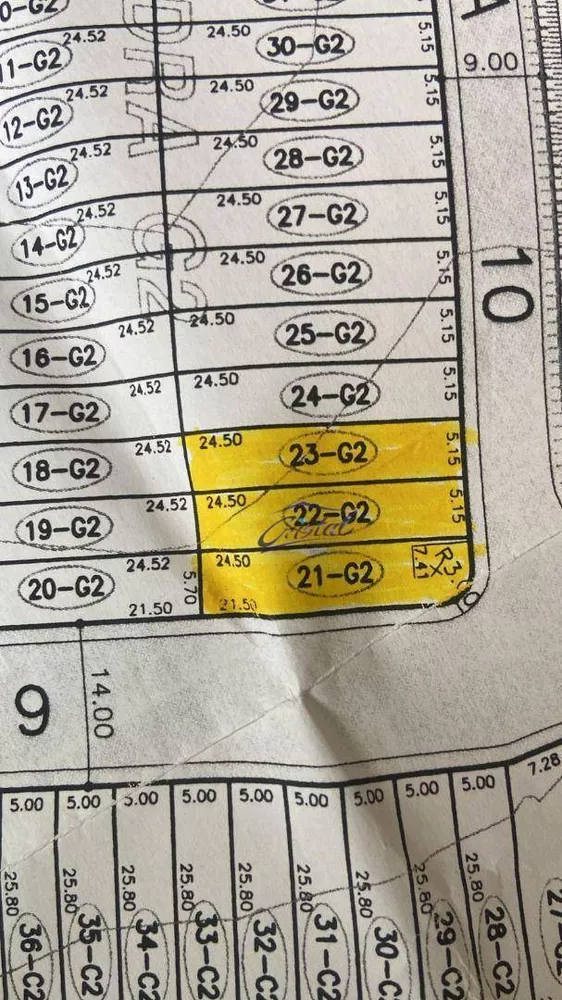 24.52
24.50
30-G2
5.15
9.00
11-G2
24.52
24.50
29-G2
5.15
12-G2
DRA
24.52
24.50
28-G2
5.15
13-G2
24.52
24.50
27-G2
5.15
14-G2
G2
24.52
24.50
26-G2
5.15
10
15-G2
24.52
24.50
25-G2
5.15
16-G2
24.52
24.50
24-G2
5.15
17-G2
24.52
24.50
23-G2
5.15
18-G2
24.52
24.50
22-G2
5.15
19-G2
24.52
24.50
21-G2
7.41
R3.
20-G2
5.70
21.50
21.50
9
14.00
7.28
5.00
5.00
5.00
5.00
5.00
5.00
5.00
5.00
5.00
25.80
25.80
25.80
25.80
25.80
25.80
25.80
25.80
25.80
36-C2
35-C2
34-C2
33-C2
32-C2
31-C2
30-C2
29-C2
28-C2